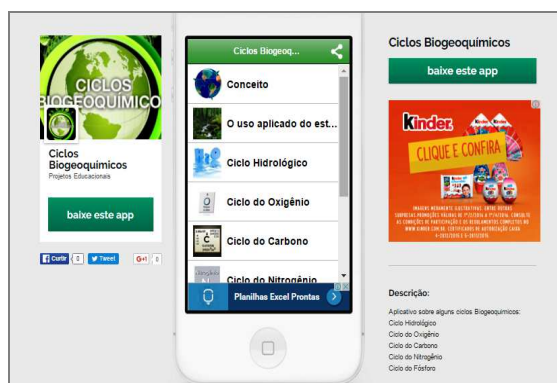 CICLOS
BIOGEOQUÍMICO
Ciclos
Biogeoquímicos
Projetos Educacionais
baixe este app
Curtir 0 Tweet G+1 0
Ciclos Biogeoq...
Conceito
O uso aplicado do est...
Ciclo Hidrológico
Ciclo do Oxigênio
Ciclo do Carbono
Ciclo do Nitrogênio
Planilhas Excel Prontas
Ciclos Biogeoquímicos
baixe este app
kinder
CLIQUE E CONFIRA
Descrição:
Aplicativo sobre alguns ciclos Biogeoquímicos:
Ciclo Hidrológico
Ciclo do Oxigênio
Ciclo do Carbono
Ciclo do Nitrogênio
Ciclo do Fósforo